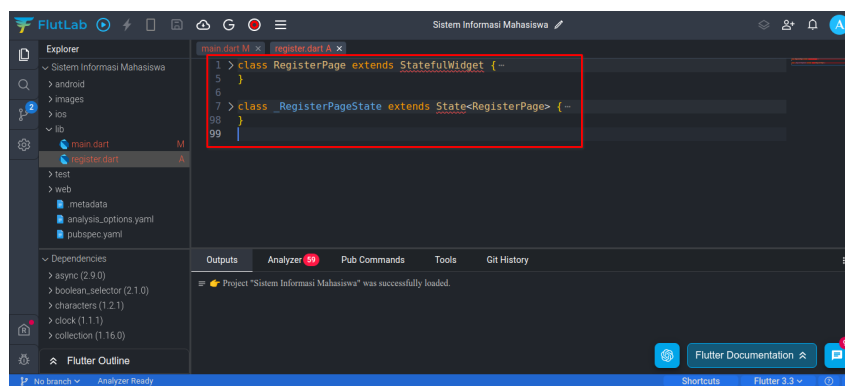 FlutLab
Sistem Informasi Mahasiswa
Explorer
Sistem Informasi Mahasiswa
android
images
ios
lib
main.dart M
register.dart A
test
web
.metadata
analysis_options.yaml
pubspec.yaml
Dependencies
async (2.9.0)
boolean_selector (2.1.0)
characters (1.2.1)
clock (1.1.1)
collection (1.16.0)
Flutter Outline
2
R
main.dart M × register.dart A ×
1 > class RegisterPage extends StatefulWidget {
5 }
6
7 > class _RegisterPageState extends State<RegisterPage> {
98 }
99
Outputs Analyzer 59 Pub Commands Tools Git History
Project "Sistem Informasi Mahasiswa" was successfully loaded.
Flutter Documentation
G
A
No branch Analyzer Ready Shortcuts Flutter 3.3